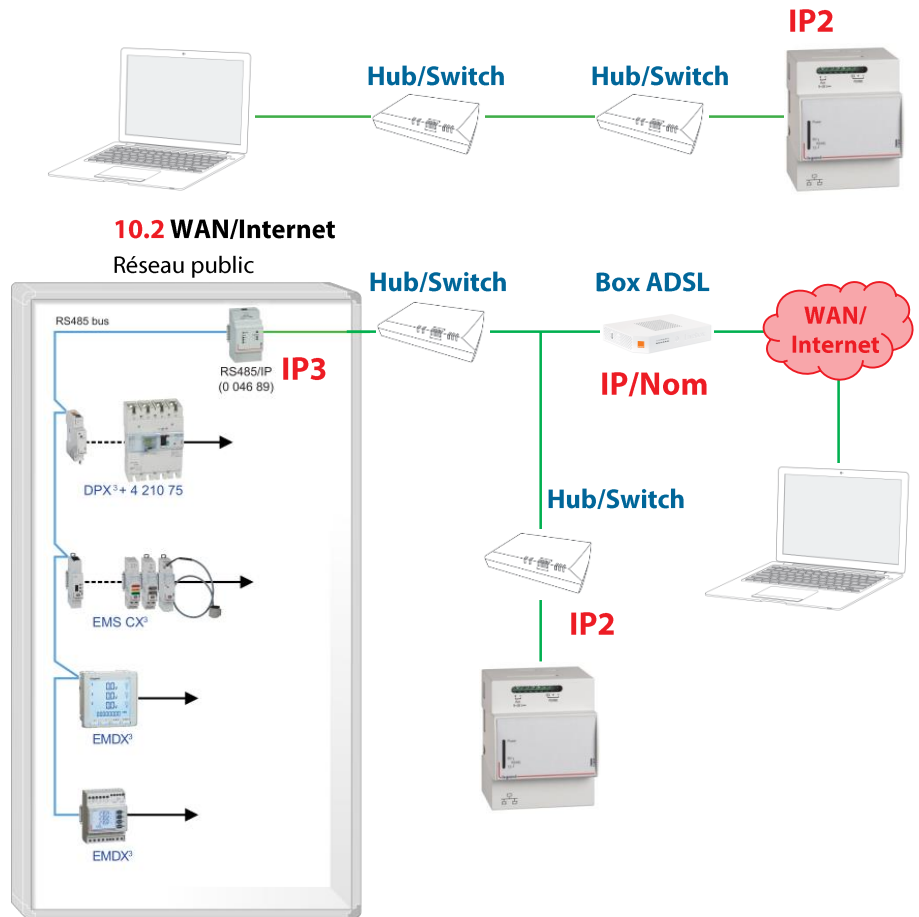 IP2
Hub/Switch
Hub/Switch
10.2 WAN/Internet
Réseau public
Hub/Switch
Box ADSL
WAN/
Internet
RS485 bus
RS485/IP
(0 046 89)
IP3
IP/Nom
DPX³ + 4 210 75
Hub/Switch
EMS CX³
IP2
EMDX³
EMDX³